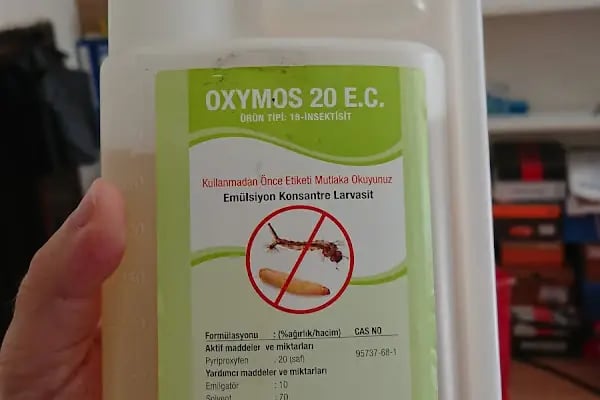 OXYMOS 20 E.C.
ÜRÜN TİPİ: 18-İNSEKTİSİT
Kullanmadan Önce Etiketi Mutlaka Okuyunuz
Emülsiyon Konsantre Larvasit
Formülasyonu : (%ağırlık/hacim) CAS NO
Aktif maddeler ve miktarları
Pyriproxyfen : 20 (saf) 95737-68-1
Yardımcı maddeler ve miktarları
Emilgatör : 10
Solvent : 70